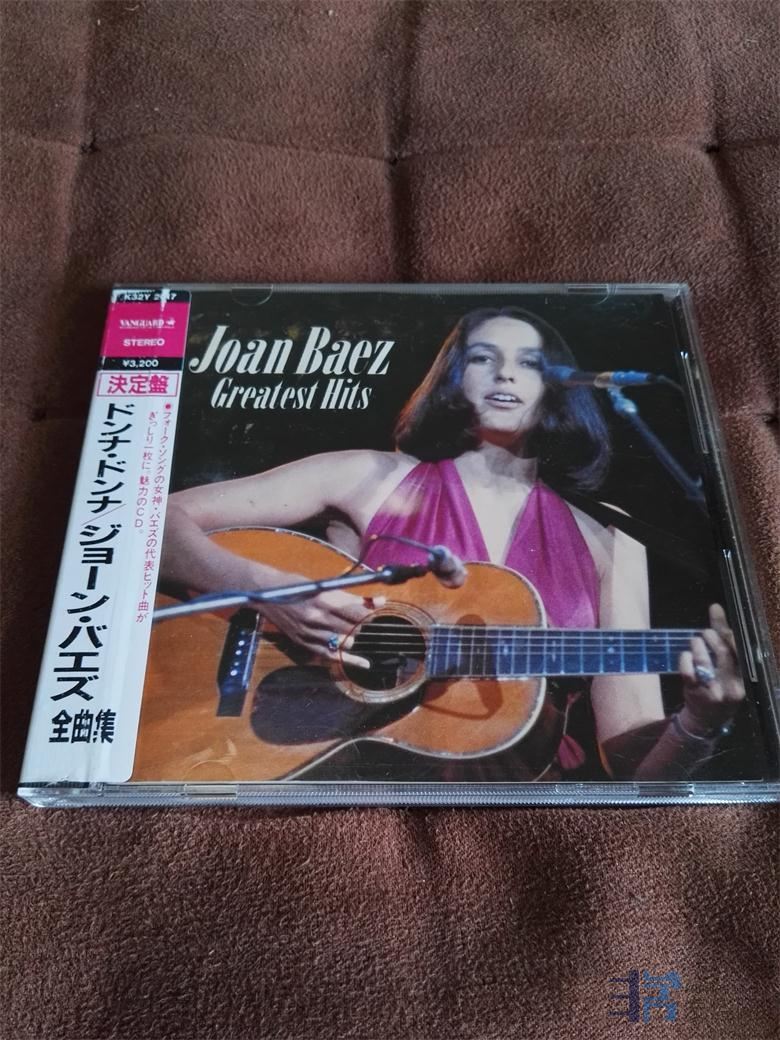 VANGUARD
STEREO
¥3,200
決定盤
Joan Baez
Greatest Hits
●フォーク・ソングの女神・バエズの代表ヒット曲が
ぎっしり一枚に。魅力のCD。
ドンナ・ドンナ/ジョーン・バエズ
全曲集